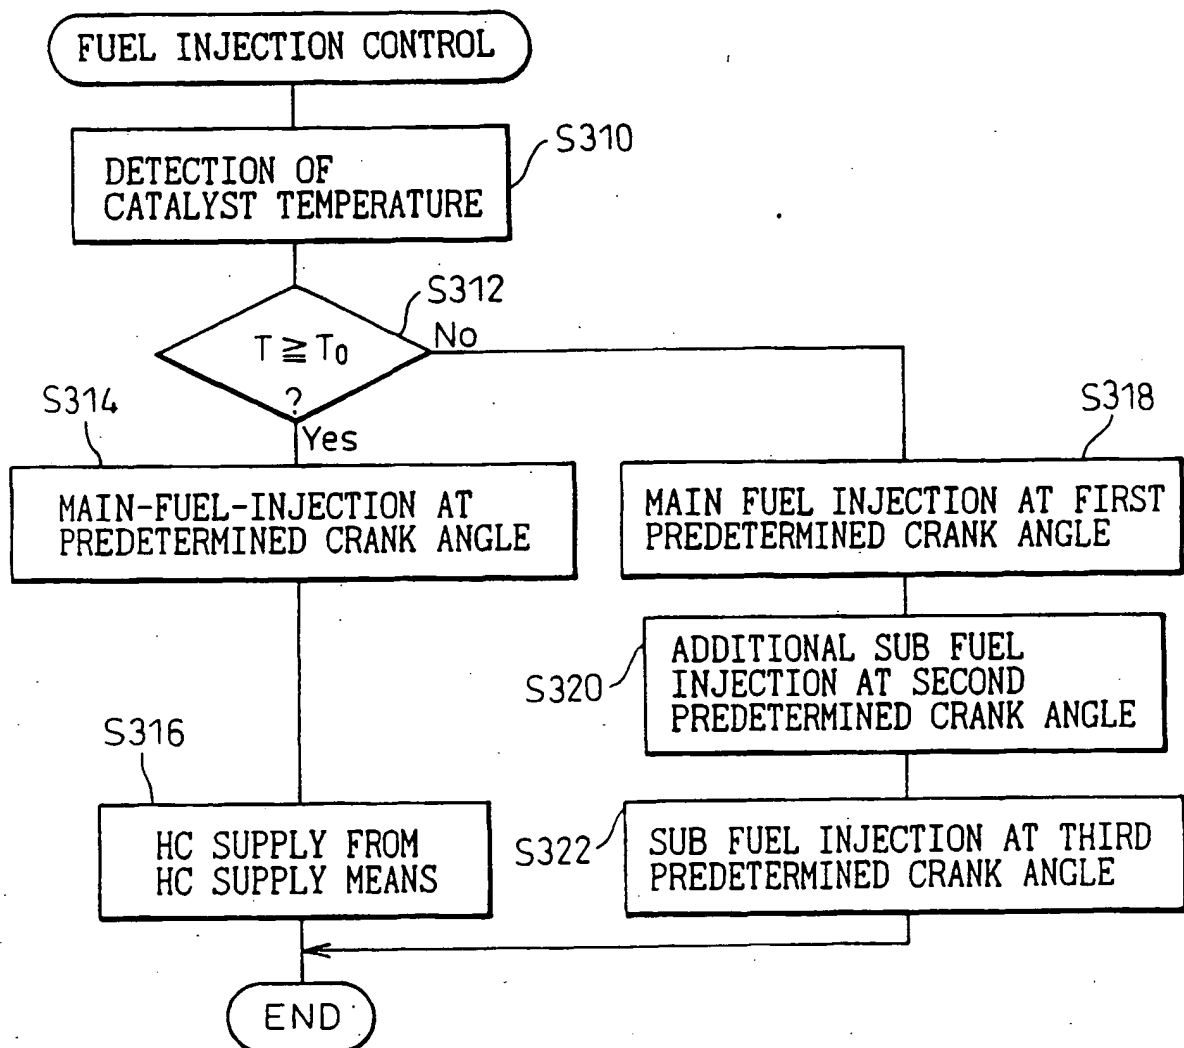 FUEL INJECTION CONTROL
S310
DETECTION OF
CATALYST TEMPERATURE
S312
T ≧ T0
?
No
Yes
S314
MAIN-FUEL-INJECTION AT
PREDETERMINED CRANK ANGLE
S318
MAIN FUEL INJECTION AT FIRST
PREDETERMINED CRANK ANGLE
S320
ADDITIONAL SUB FUEL
INJECTION AT SECOND
PREDETERMINED CRANK ANGLE
S316
HC SUPPLY FROM
HC SUPPLY MEANS
S322
SUB FUEL INJECTION AT THIRD
PREDETERMINED CRANK ANGLE
END